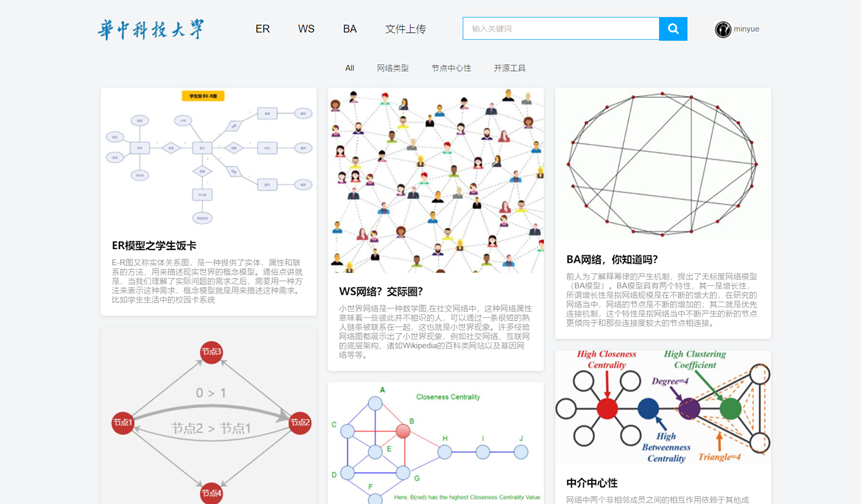 華中科技大學
ER
WS
BA
文件上传
输入关键词
minyue
All
网络类型
节点中心性
开源工具
学生饭卡E-R图
ER模型之学生饭卡
E-R图又称实体关系图，是一种提供了实体，属性和联
系的方法，用来描述现实世界的概念模型。通俗点讲就
是，当我们理解了实际问题的需求之后，需要用一种方
法来表示这种需求，概念模型就是用来描述这种需求。
比如学生生活中的校园卡系统
节点3
0 > 1
节点1
节点2
节点2 > 节点1
节点4
WS网络？交际圈？
小世界网络是一种数学图,在社交网络中，这种网络属性
意味着一些彼此并不相识的人，可以通过一条很短的熟
人链条被联系在一起，这也就是小世界现象。许多经验
网络图都展示出了小世界现象，例如社交网络、互联网
的底层架构、诸如Wikipedia的百科类网站以及基因网
络等等。
A
Closeness Centrality
C
B
H
I
J
E
D
G
F
Here, B(red) has the highest Closeness Centrality Value
BA网络，你知道吗？
前人为了解释幂律的产生机制，提出了无标度网络模型
（BA模型）。BA模型具有两个特性，其一是增长性，
所谓增长性是指网络规模是在不断的增大的，在研究的
网络当中，网络的节点是不断的增加的；其二就是优先
连接机制，这个特性是指网络当中不断产生的新的节点
更倾向于和那些连接度较大的节点相连接。
High Closeness
Centrality
High Clustering
Coefficient
Degree=4
High
Betweenness
Centrality
Triangle=4
中介中心性
网络中两个非相邻成员之间的相互作用依赖于其他成